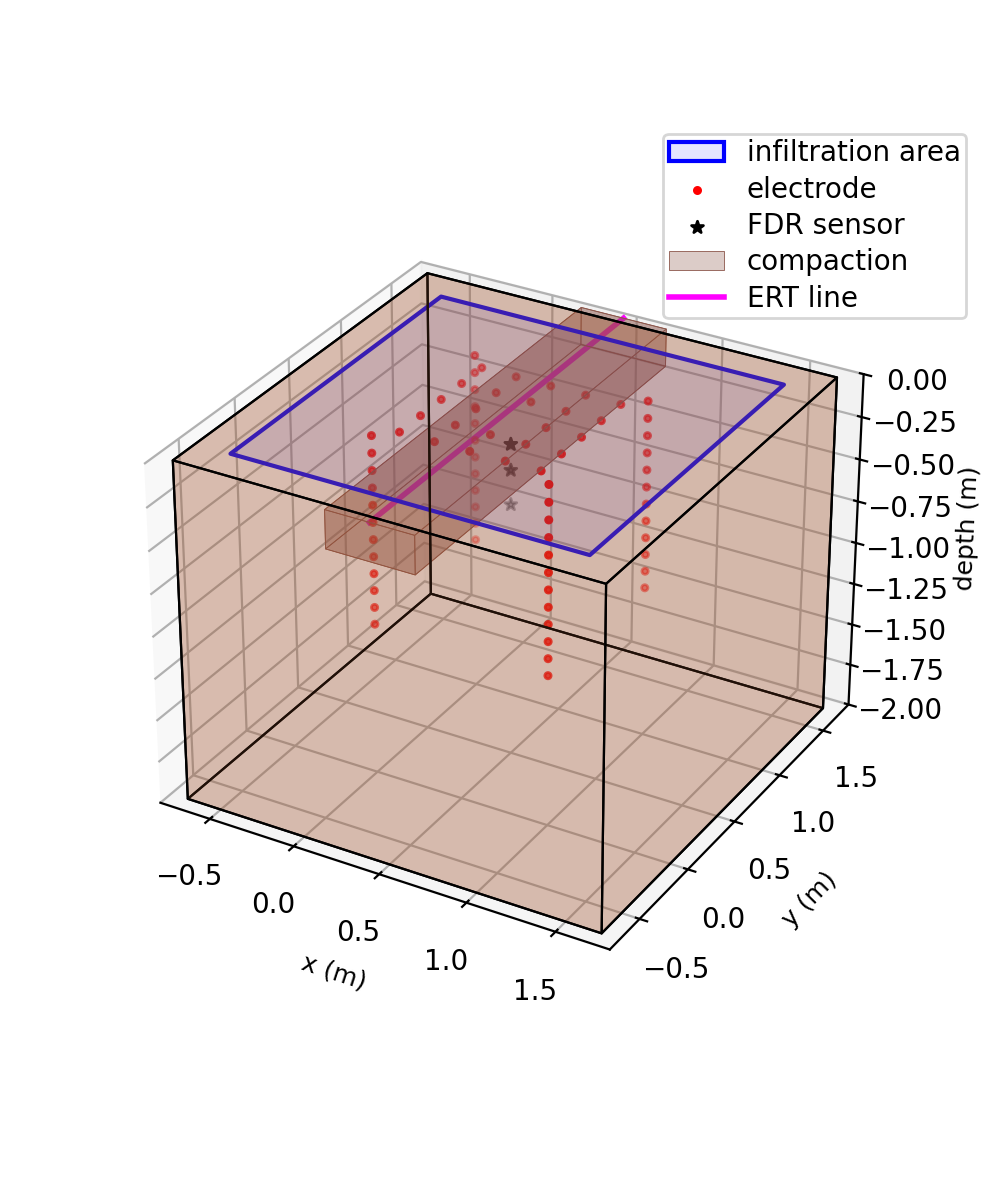 infiltration area
electrode
FDR sensor
compaction
ERT line
0.00
−0.25
−0.50
−0.75
−1.00
−1.25
−1.50
−1.75
−2.00
depth (m)
−0.5
0.0
0.5
1.0
1.5
x (m)
−0.5
0.0
0.5
1.0
1.5
y (m)